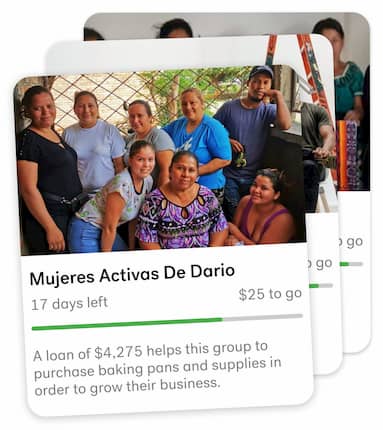 Mujeres Activas De Dario
17 days left
$25 to go
A loan of $4,275 helps this group to
purchase baking pans and supplies in
order to grow their business.
go
to go